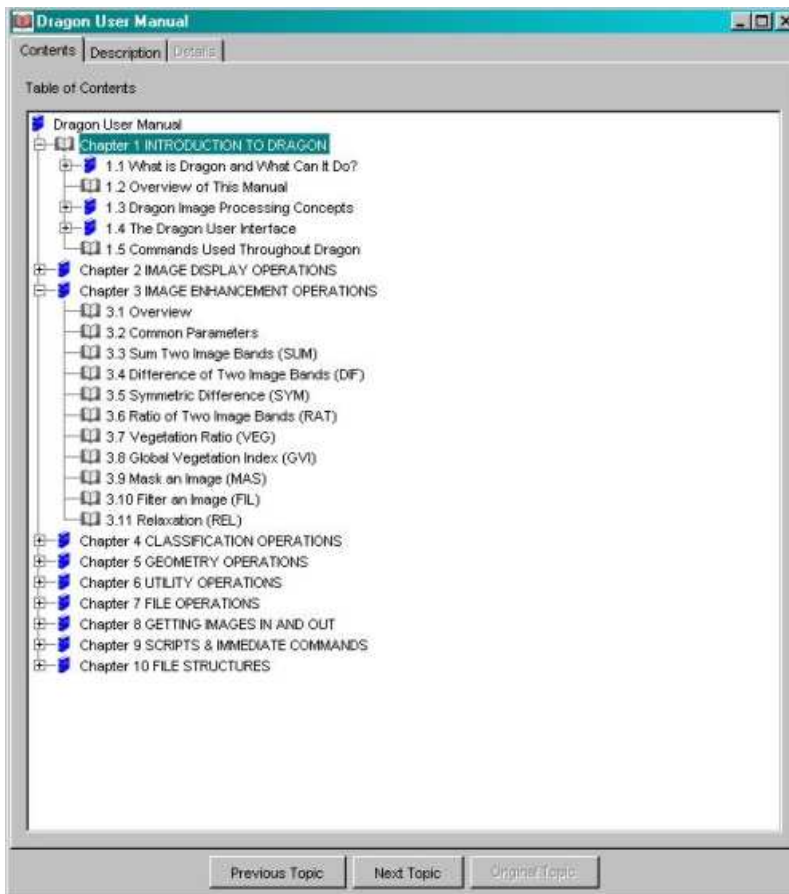 Dragon User Manual
Contents Description Details
Table of Contents
Dragon User Manual
Chapter 1 INTRODUCTION TO DRAGON
1.1 What is Dragon and What Can It Do?
1.2 Overview of This Manual
1.3 Dragon Image Processing Concepts
1.4 The Dragon User Interface
1.5 Commands Used Throughout Dragon
Chapter 2 IMAGE DISPLAY OPERATIONS
Chapter 3 IMAGE ENHANCEMENT OPERATIONS
3.1 Overview
3.2 Common Parameters
3.3 Sum Two Image Bands (SUM)
3.4 Difference of Two Image Bands (DIF)
3.5 Symmetric Difference (SYM)
3.6 Ratio of Two Image Bands (RAT)
3.7 Vegetation Ratio (VEG)
3.8 Global Vegetation Index (GVI)
3.9 Mask an Image (MAS)
3.10 Filter an Image (FIL)
3.11 Relaxation (REL)
Chapter 4 CLASSIFICATION OPERATIONS
Chapter 5 GEOMETRY OPERATIONS
Chapter 6 UTILITY OPERATIONS
Chapter 7 FILE OPERATIONS
Chapter 8 GETTING IMAGES IN AND OUT
Chapter 9 SCRIPTS & IMMEDIATE COMMANDS
Chapter 10 FILE STRUCTURES
Previous Topic Next Topic Original Topic